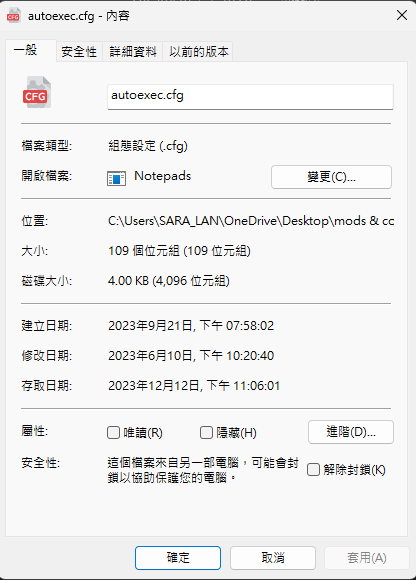 autoexec.cfg - 內容
一般
安全性
詳細資料
以前的版本
CFG
autoexec.cfg
檔案類型: 組態設定 (.cfg)
開啟檔案: Notepads 變更(C)...
位置: C:\Users\SARA_LAN\OneDrive\Desktop\mods & cc
大小: 109 個位元組 (109 位元組)
磁碟大小: 4.00 KB (4,096 位元組)
建立日期: 2023年9月21日, 下午 07:58:02
修改日期: 2023年6月10日, 下午 10:20:40
存取日期: 2023年12月12日, 下午 11:06:01
屬性: 唯讀(R) 隱藏(H) 進階(D)...
安全性: 這個檔案來自另一部電腦，可能會封
鎖以協助保護您的電腦。
解除封鎖(K)
確定 取消 套用(A)